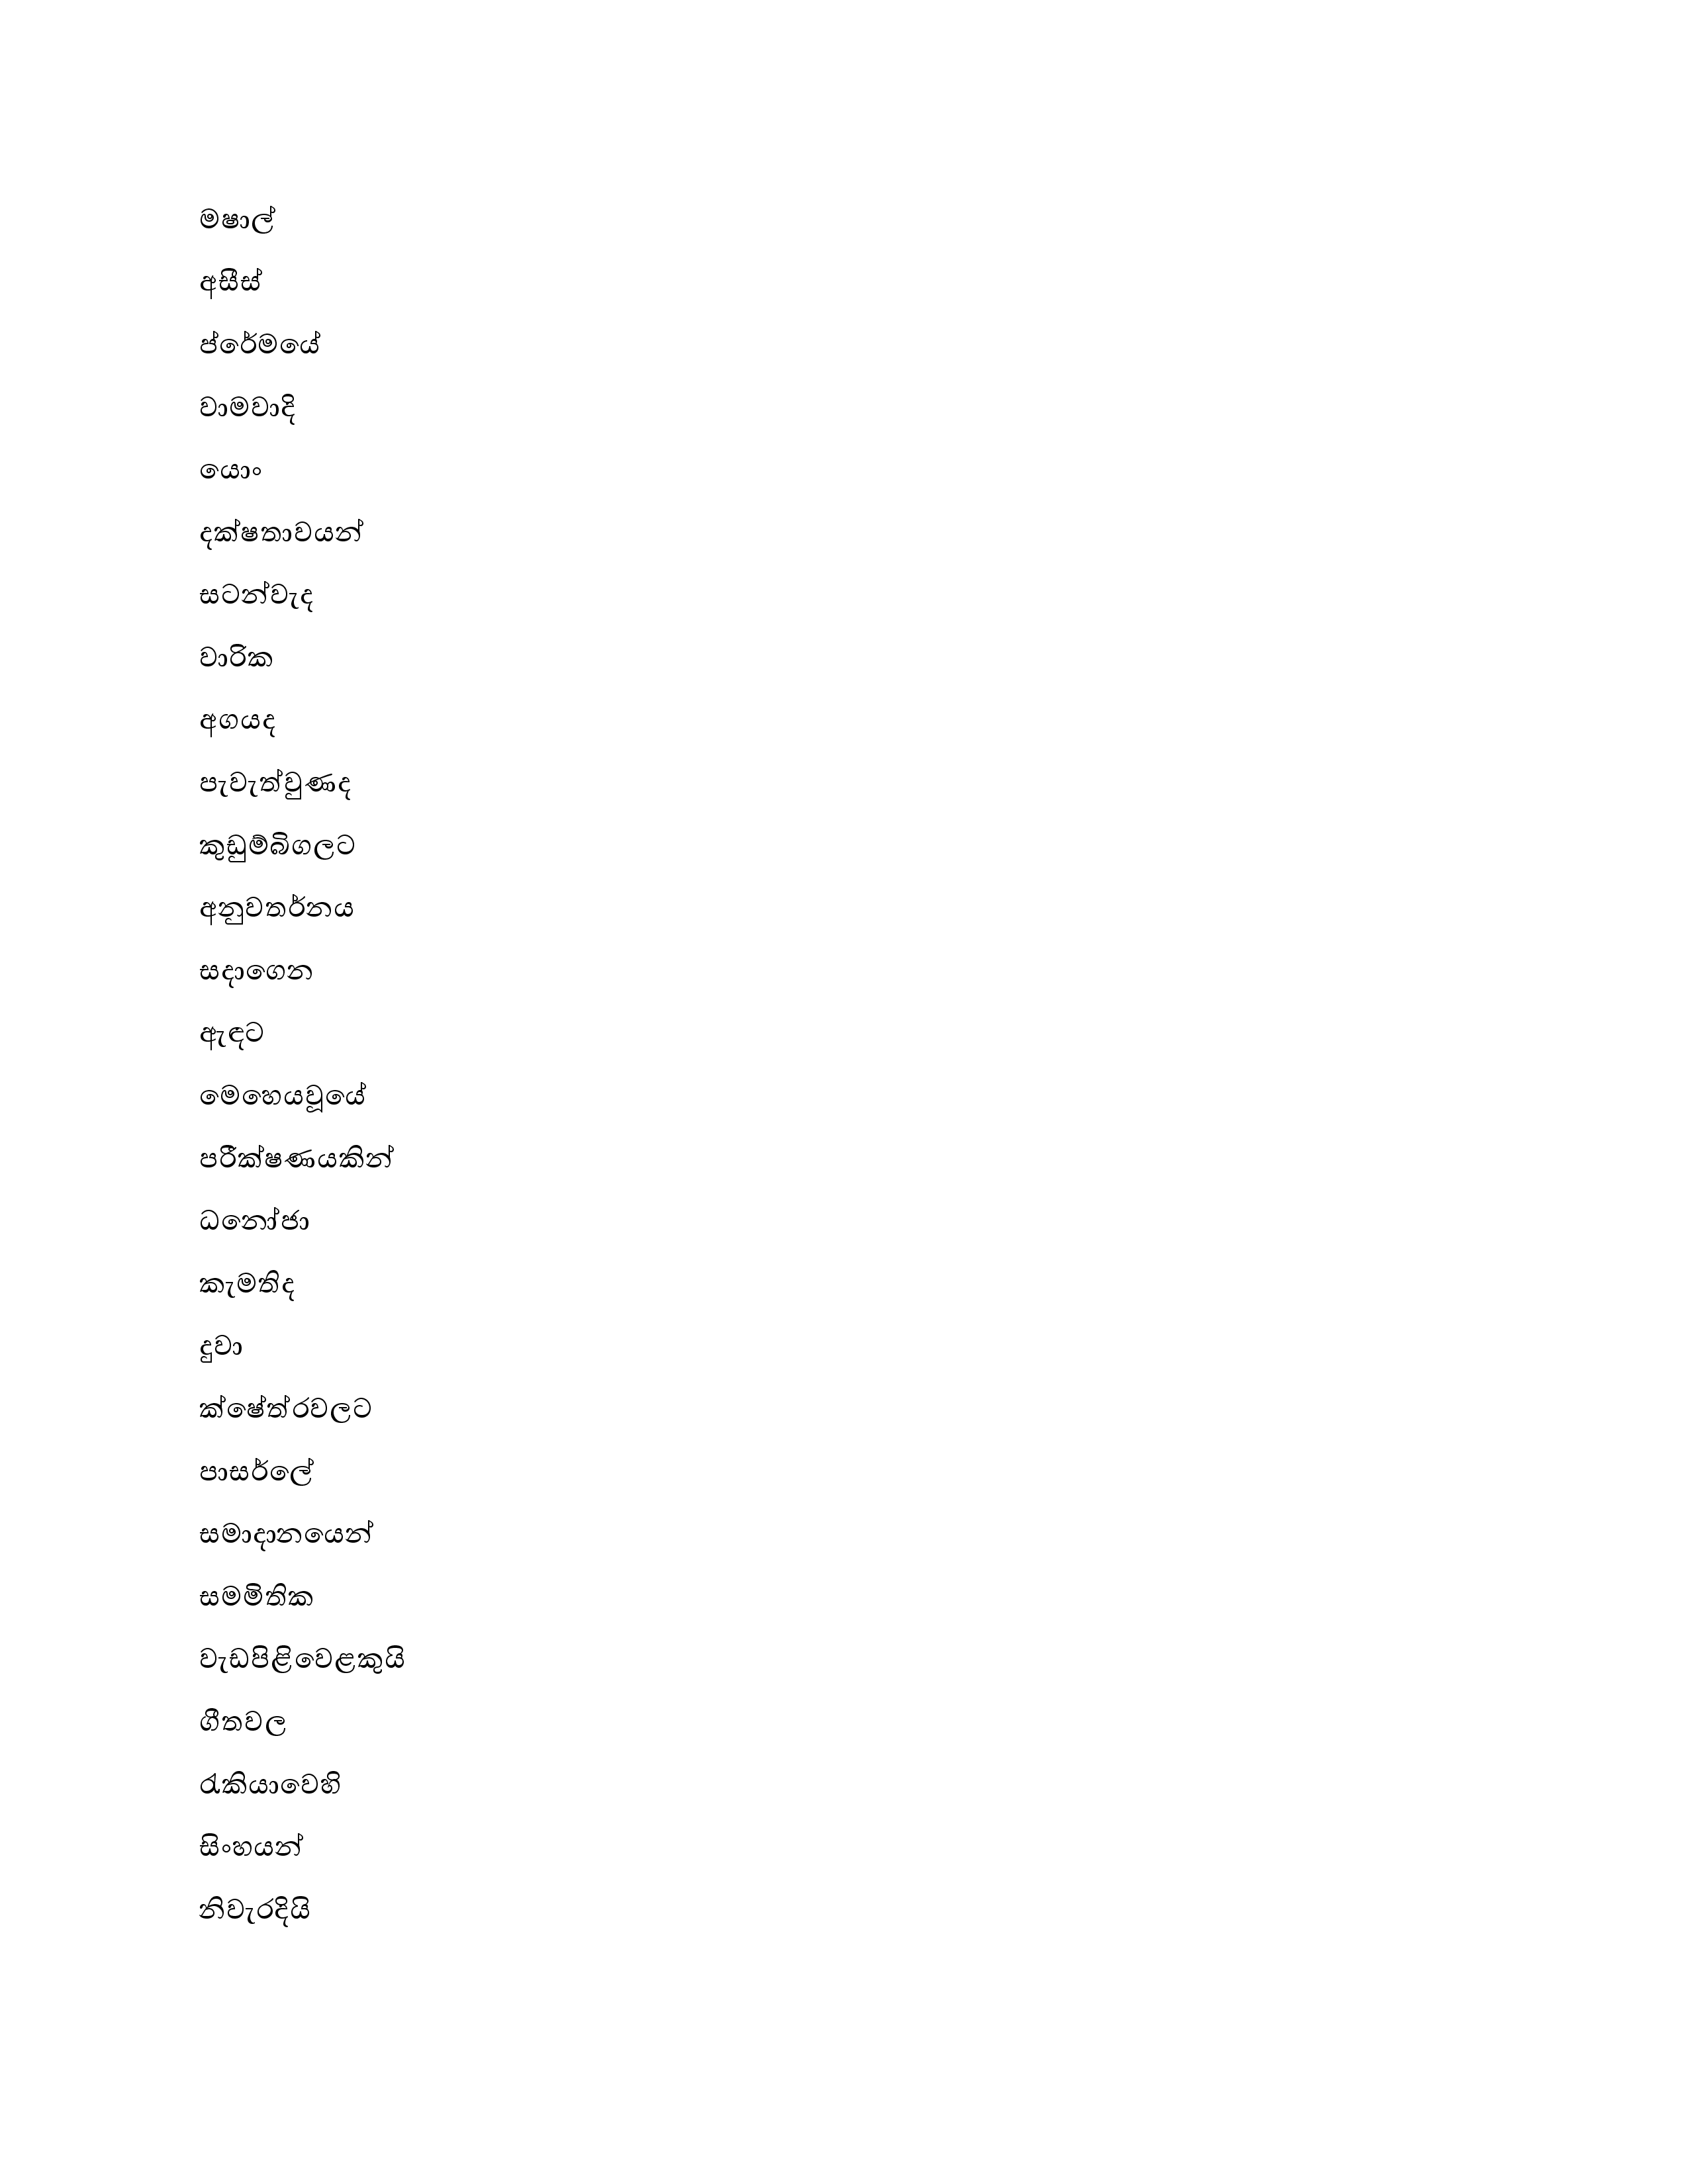 මෂාල්
අසීස්
ප්රේමයේ
වාමවාදි
යොං
දක්ෂතාවයන්
සටන්වැද
වාරික
අගයද
පැවැත්වුණද
කුඩුම්බිගලට
අනුවතර්නය
සදාගෙන
ඇඳට
මෙහෙයවූයේ
පරීක්ෂණයකින්
ධනෝජා
කැමතිද
දුවා
ක්ෂේත්රවලට
පාසර්ලේ
සමාදානයෙන්
සමමිතික
වැඩපිළිවෙළකුයි
ගීතවල
රැකියාවෙහි
සිංහයන්
නිවැරදියි